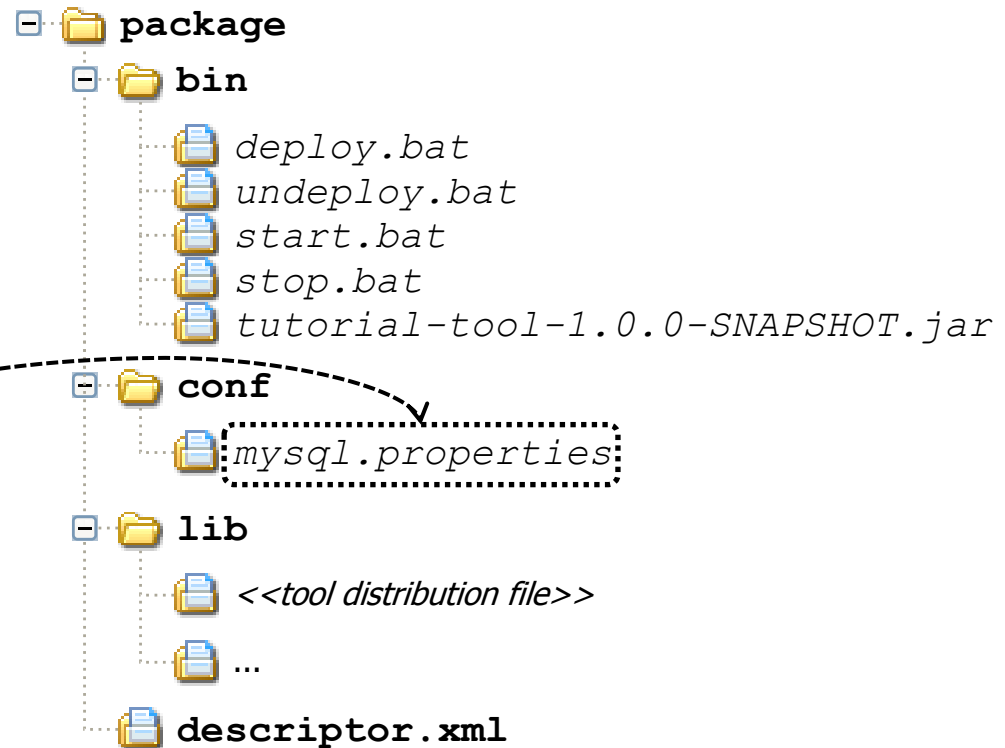 package
bin
deploy.bat
undeploy.bat
start.bat
stop.bat
tutorial-tool-1.0.0-SNAPSHOT.jar
conf
mysql.properties
lib
<<tool distribution file>>
...
descriptor.xml